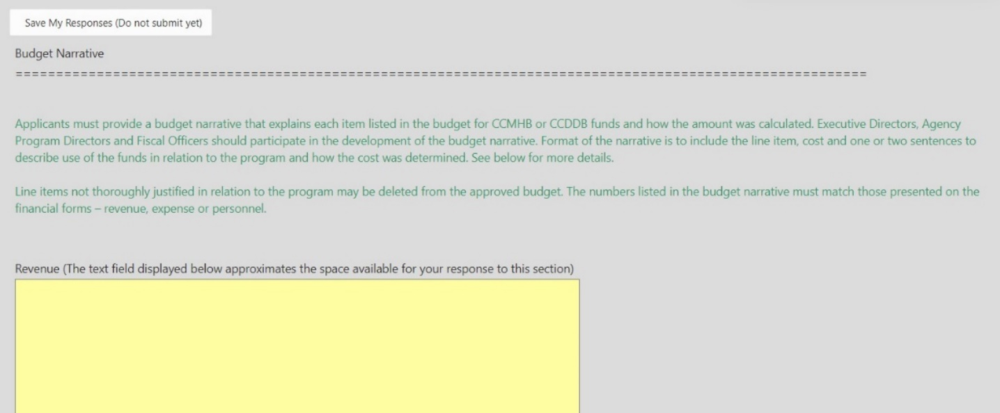 Save My Responses (Do not submit yet)
Budget Narrative
=========================================================================================================
Applicants must provide a budget narrative that explains each item listed in the budget for CCMHB or CCDDB funds and how the amount was calculated. Executive Directors, Agency
Program Directors and Fiscal Officers should participate in the development of the budget narrative. Format of the narrative is to include the line item, cost and one or two sentences to
describe use of the funds in relation to the program and how the cost was determined. See below for more details.
Line items not thoroughly justified in relation to the program may be deleted from the approved budget. The numbers listed in the budget narrative must match those presented on the
financial forms – revenue, expense or personnel.
Revenue (The text field displayed below approximates the space available for your response to this section)